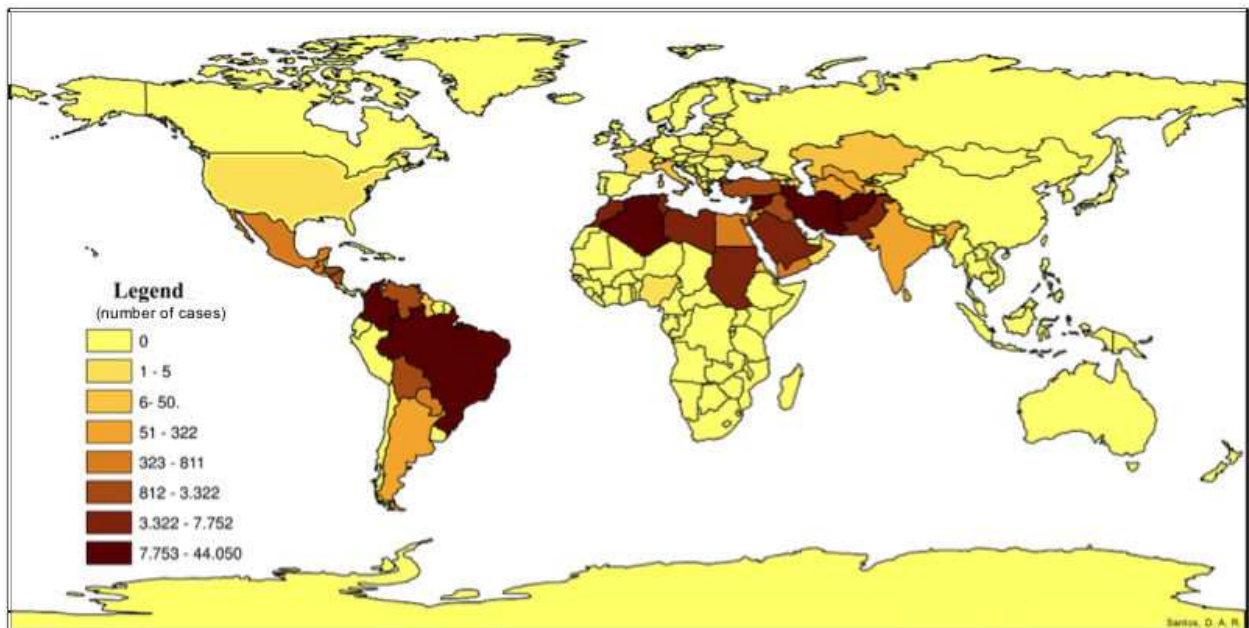 Legend
(number of cases)
0
1 - 5
6- 50.
51 - 322
323 - 811
812 - 3.322
3.322 - 7.752
7.753 - 44.050
Santos, D. A. R.